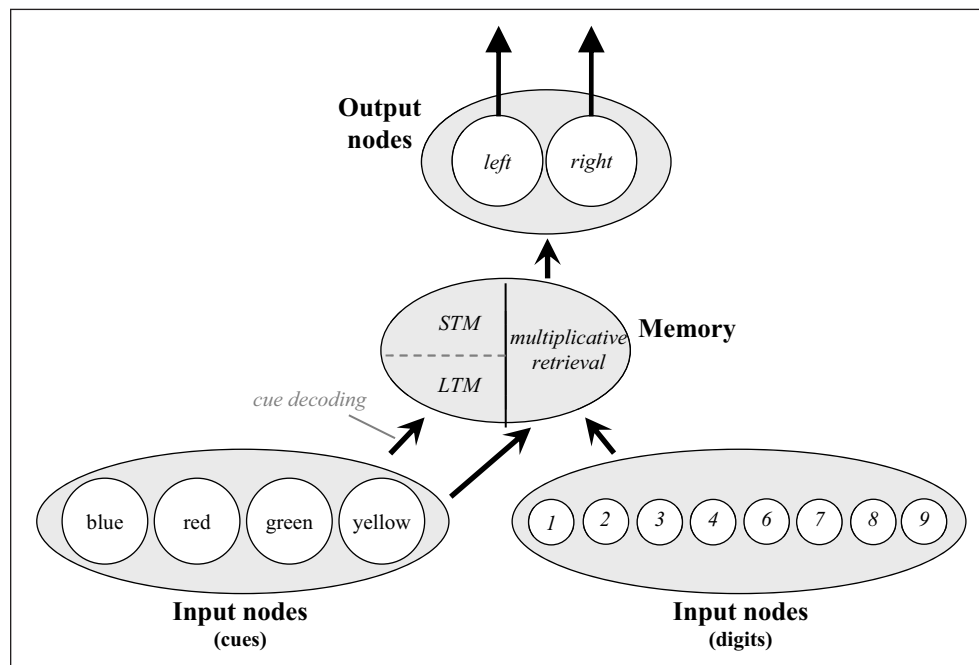 Output
nodes
left
right
STM
LTM
multiplicative
retrieval
Memory
cue decoding
blue
red
green
yellow
1
2
3
4
6
7
8
9
Input nodes
(cues)
Input nodes
(digits)